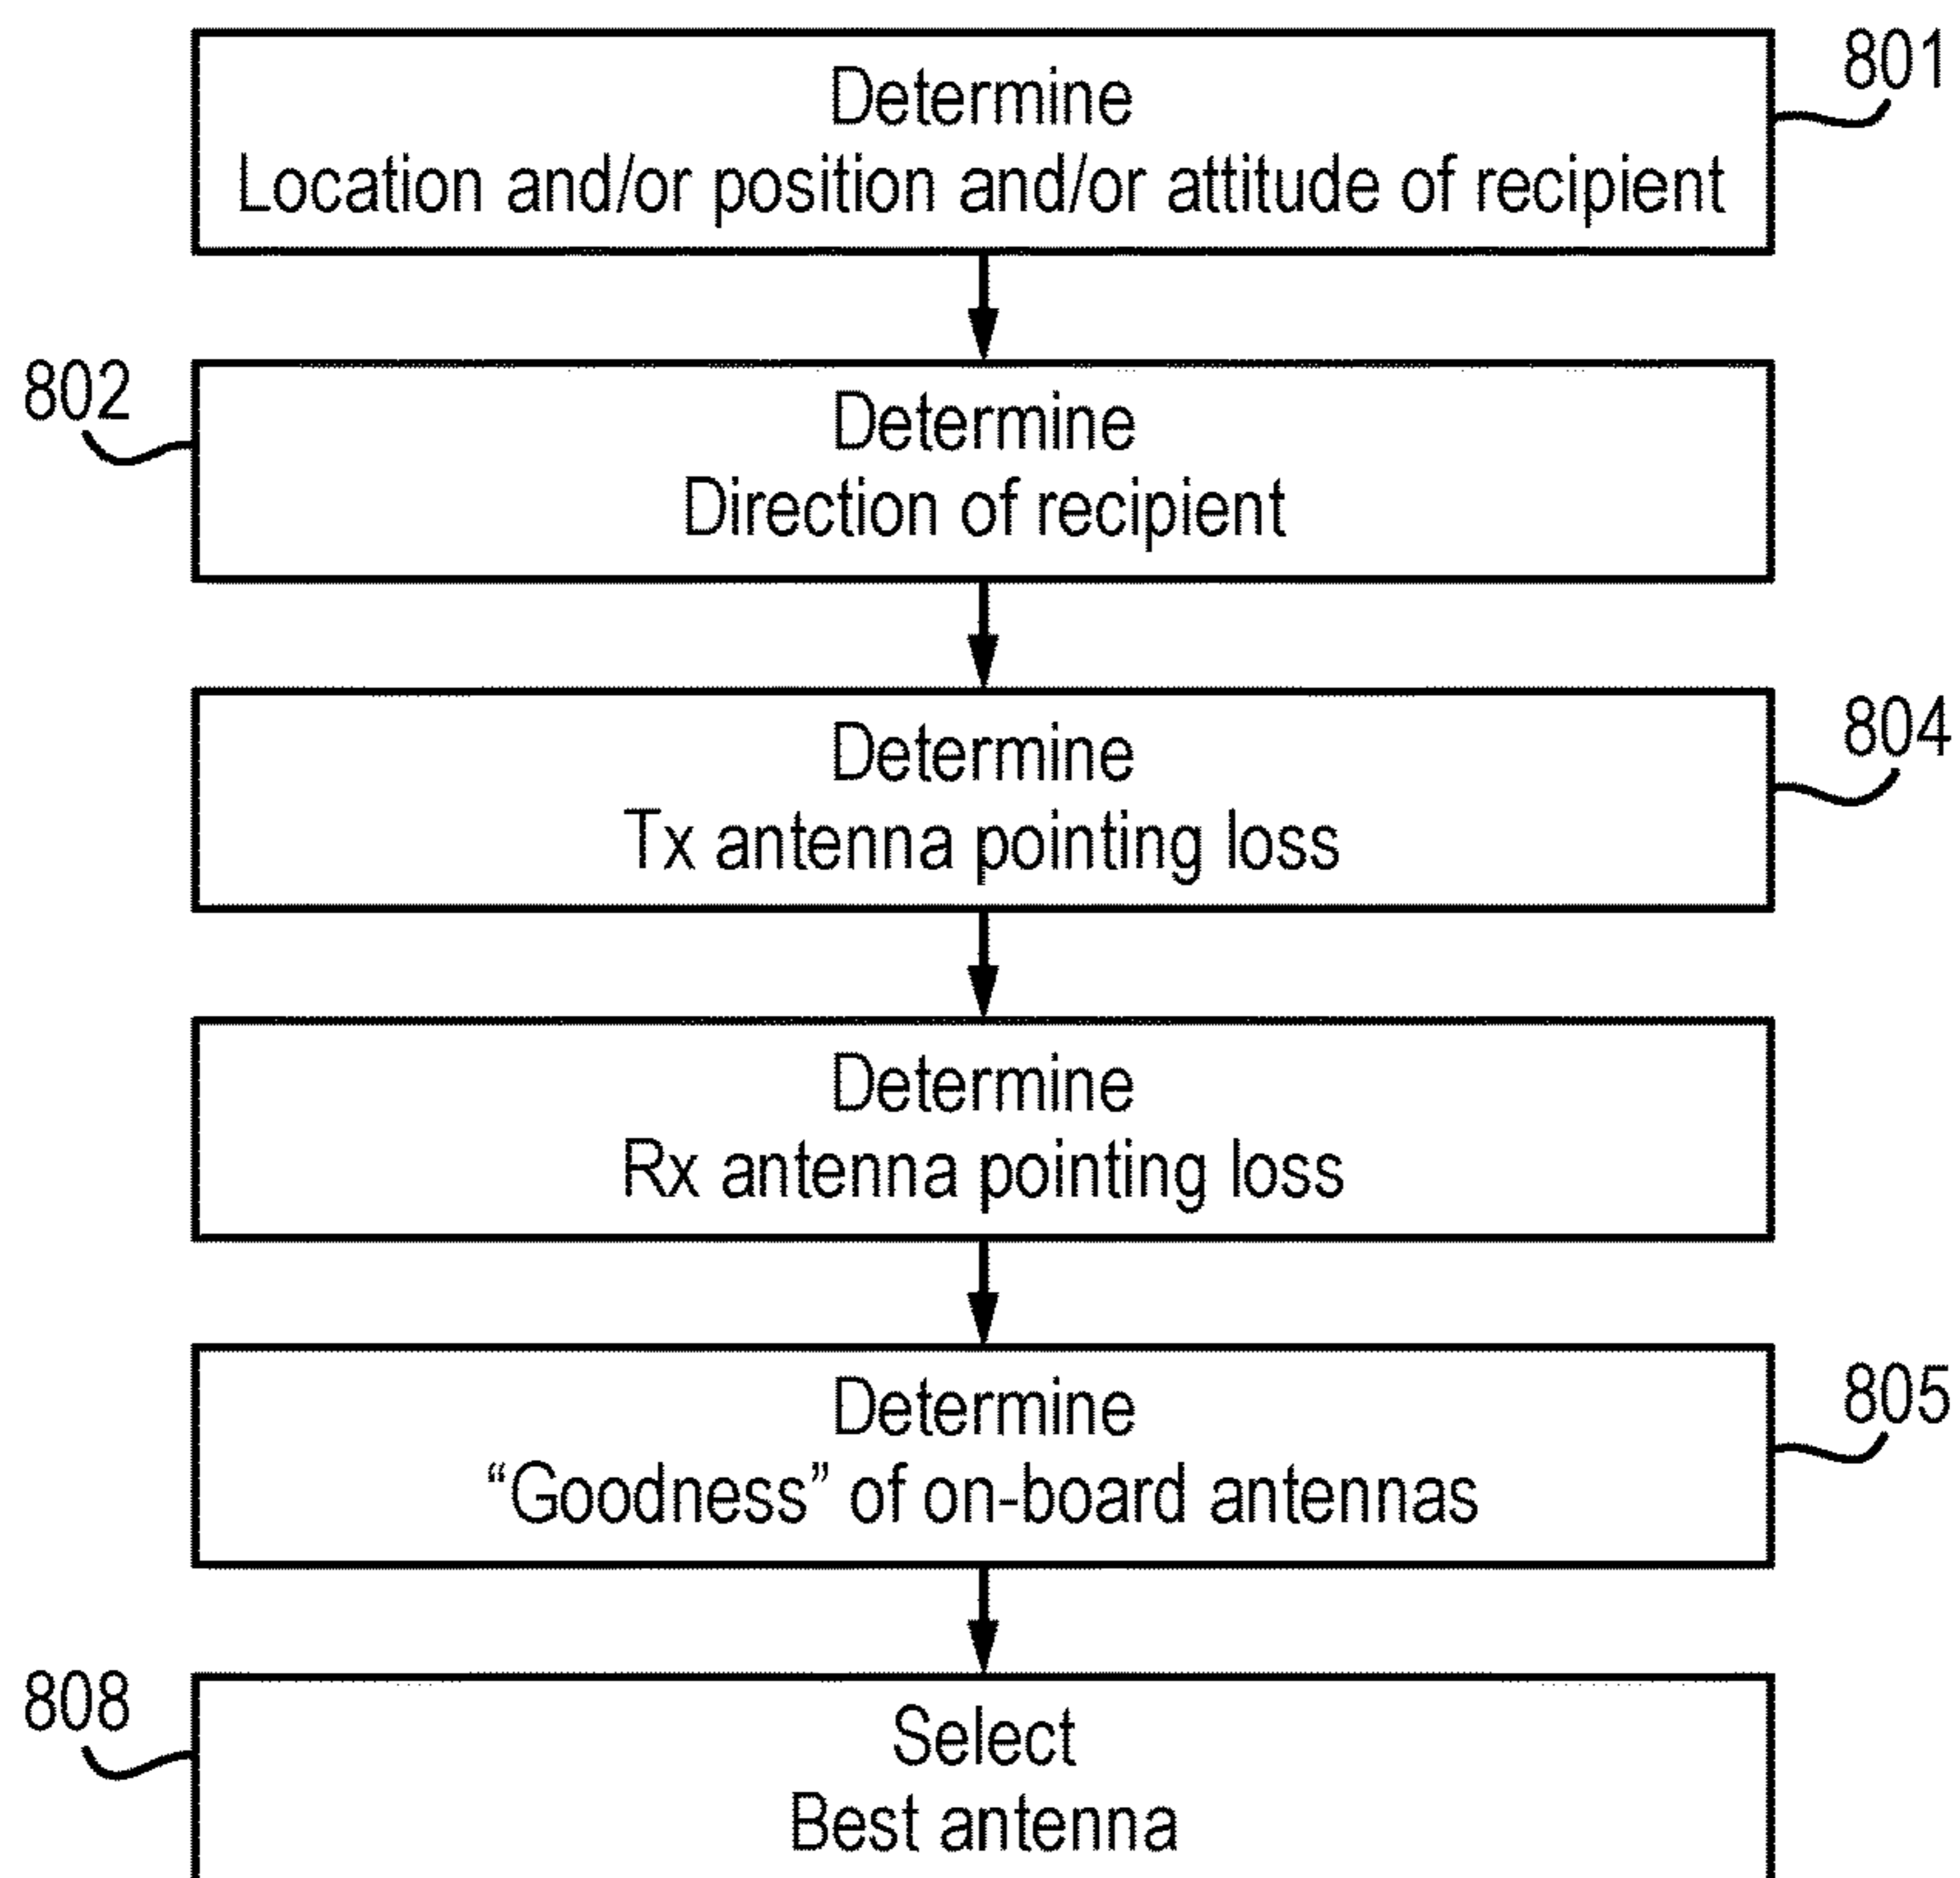 801
Determine
Location and/or position and/or attitude of recipient
802
Determine
Direction of recipient
804
Determine
Tx antenna pointing loss
Determine
Rx antenna pointing loss
805
Determine
“Goodness” of on-board antennas
808
Select
Best antenna